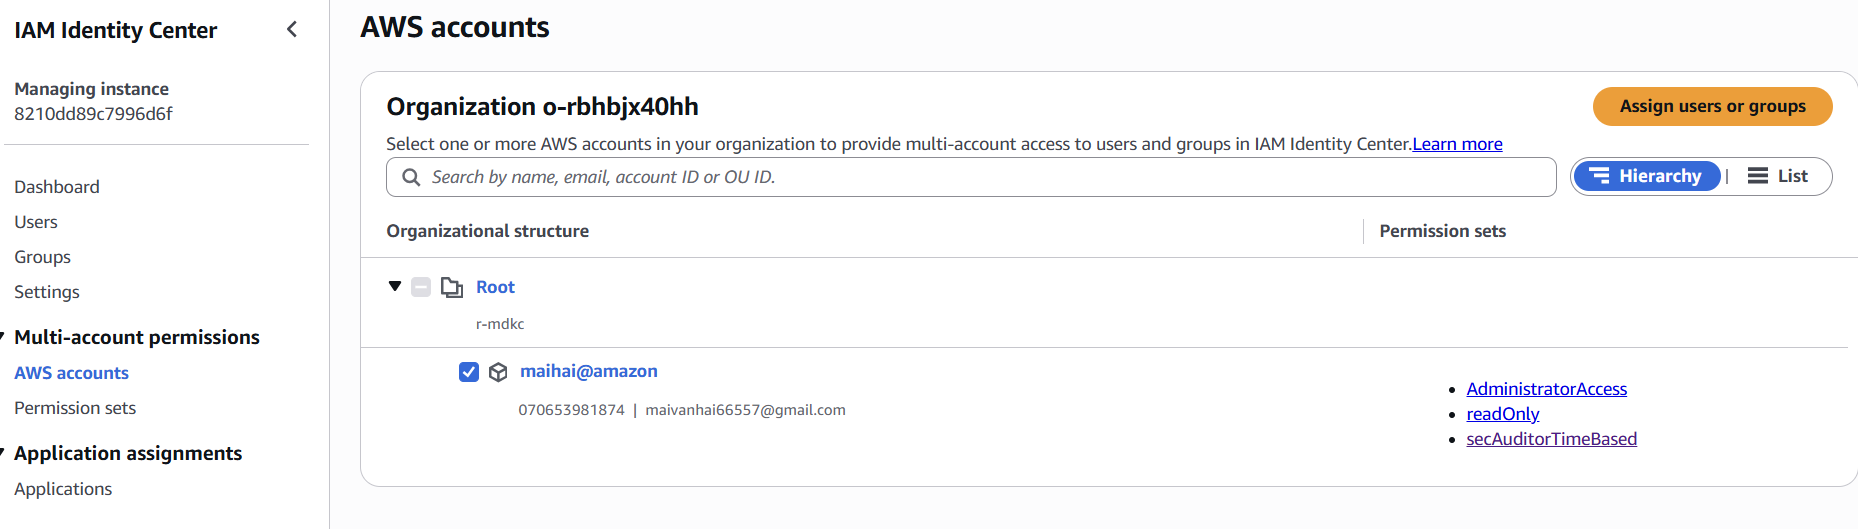 IAM Identity Center
Managing instance
8210dd89c7996d6f
Dashboard
Users
Groups
Settings
Multi-account permissions
AWS accounts
Permission sets
Application assignments
Applications
AWS accounts
Organization o-rbhbjx40hh
Assign users or groups
Select one or more AWS accounts in your organization to provide multi-account access to users and groups in IAM Identity Center.Learn more
Search by name, email, account ID or OU ID.
Hierarchy | List
Organizational structure
Permission sets
Root
r-mdkc
maihai@amazon
070653981874 | maivanhai66557@gmail.com
AdministratorAccess
readOnly
secAuditorTimeBased